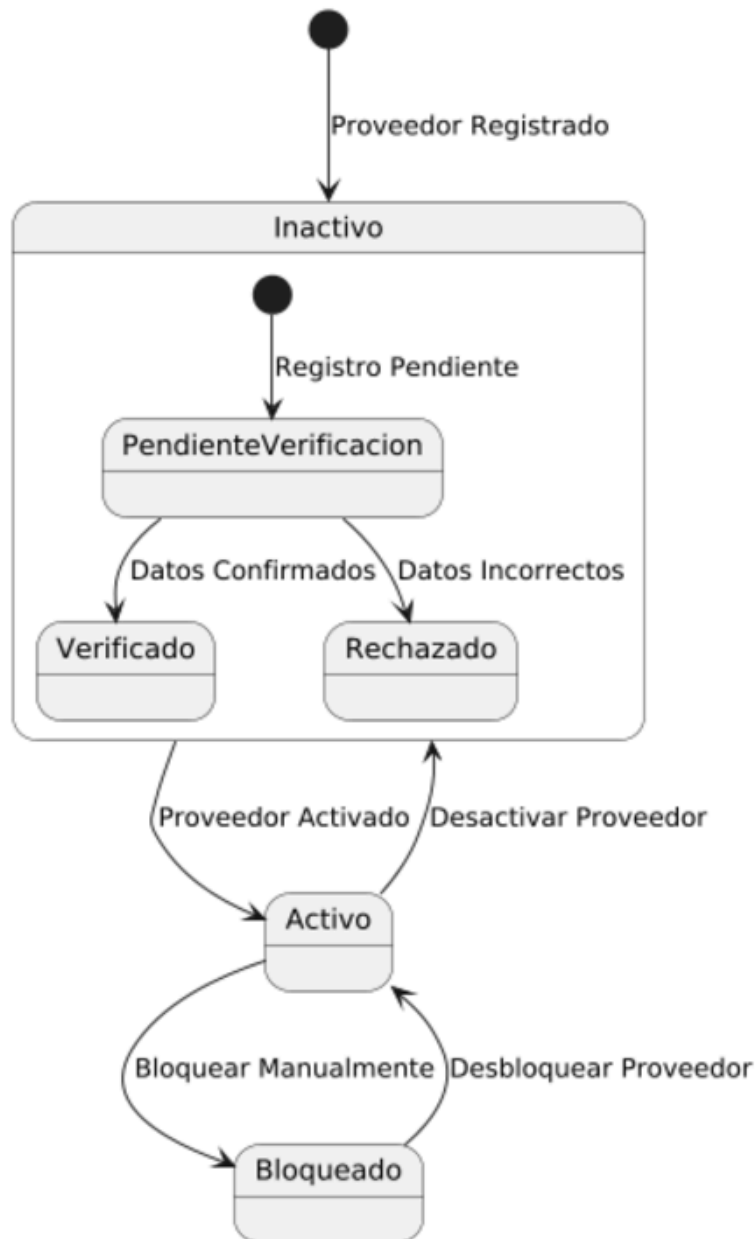 Proveedor Registrado
Inactivo
Registro Pendiente
PendienteVerificacion
Datos Confirmados
Datos Incorrectos
Verificado
Rechazado
Proveedor Activado
Desactivar Proveedor
Activo
Bloquear Manualmente
Desbloquear Proveedor
Bloqueado